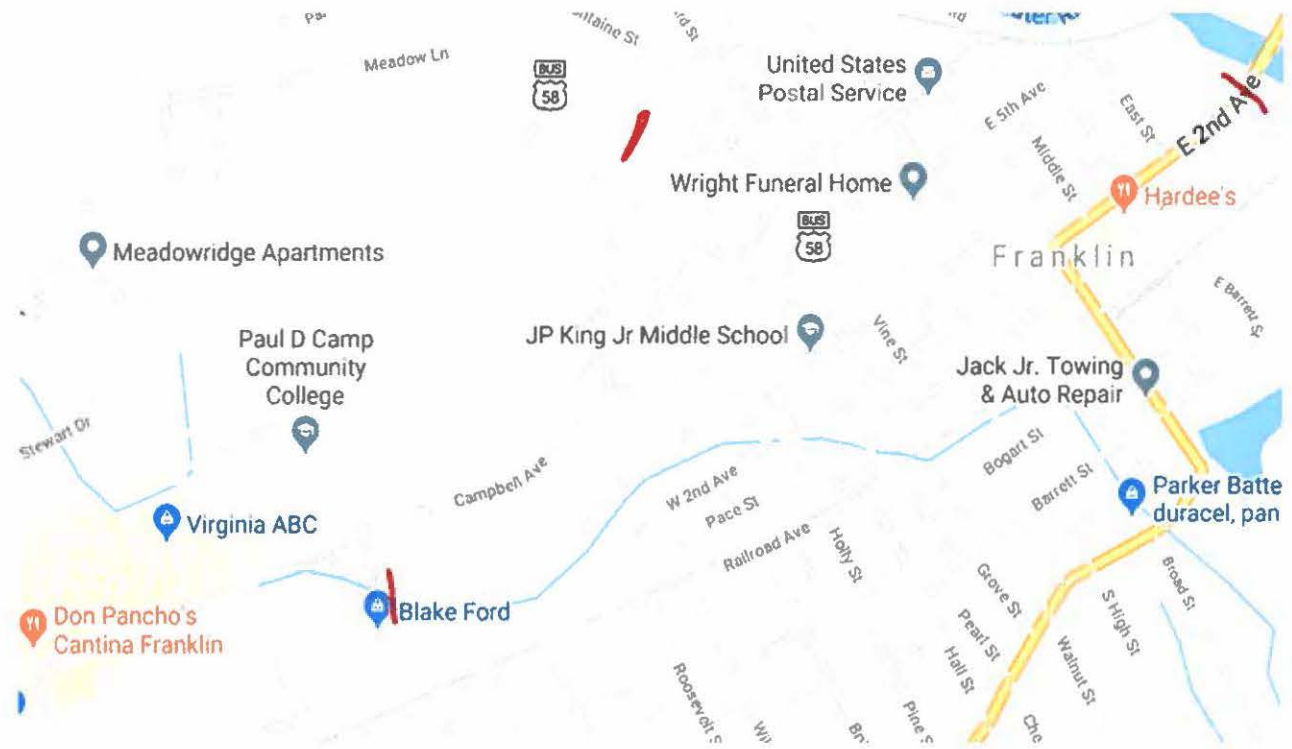 Meadow Ln
BUS
58
United States
Postal Service
E 5th Ave
East St
E 2nd Ave
Middle St
Hardee's
Wright Funeral Home
BUS
58
Franklin
Meadowridge Apartments
E Barrett St
Paul D Camp
Community
College
JP King Jr Middle School
Vine St
Jack Jr. Towing
& Auto Repair
Stewart Dr
Campbell Ave
W 2nd Ave
Pace St
Railroad Ave
Holly St
Bogart St
Barrett St
Parker Batte
duracel, pan
Virginia ABC
Blake Ford
Don Pancho's
Cantina Franklin
Grove St
Pearl St
Hall St
Broad St
S High St
Walnut St
Roosevelt S
Pine S
Che